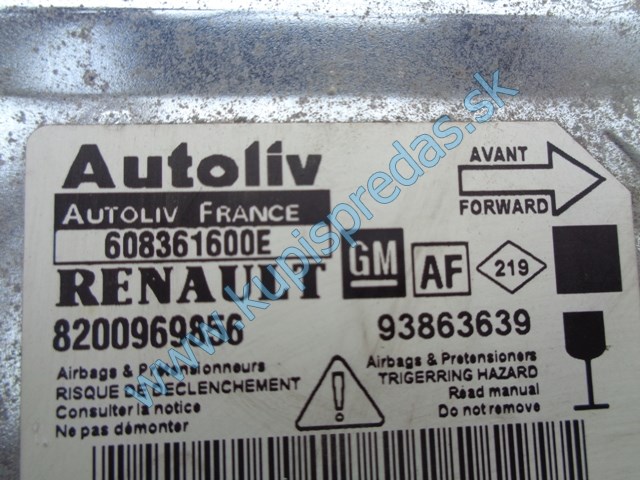 Autoliv
AUTOLIV FRANCE
608361600E
RENAULT
GM
AF
219
AVANT
FORWARD
8200969856
93863639
Airbags & Prétensionneurs
RISQUE DE DECLENCHEMENT
Consulter la notice
Ne pas démonter
Airbags & Pretensioners
TRIGERRING HAZARD
Réad manual
Do not remove
www.kupispredas.sk